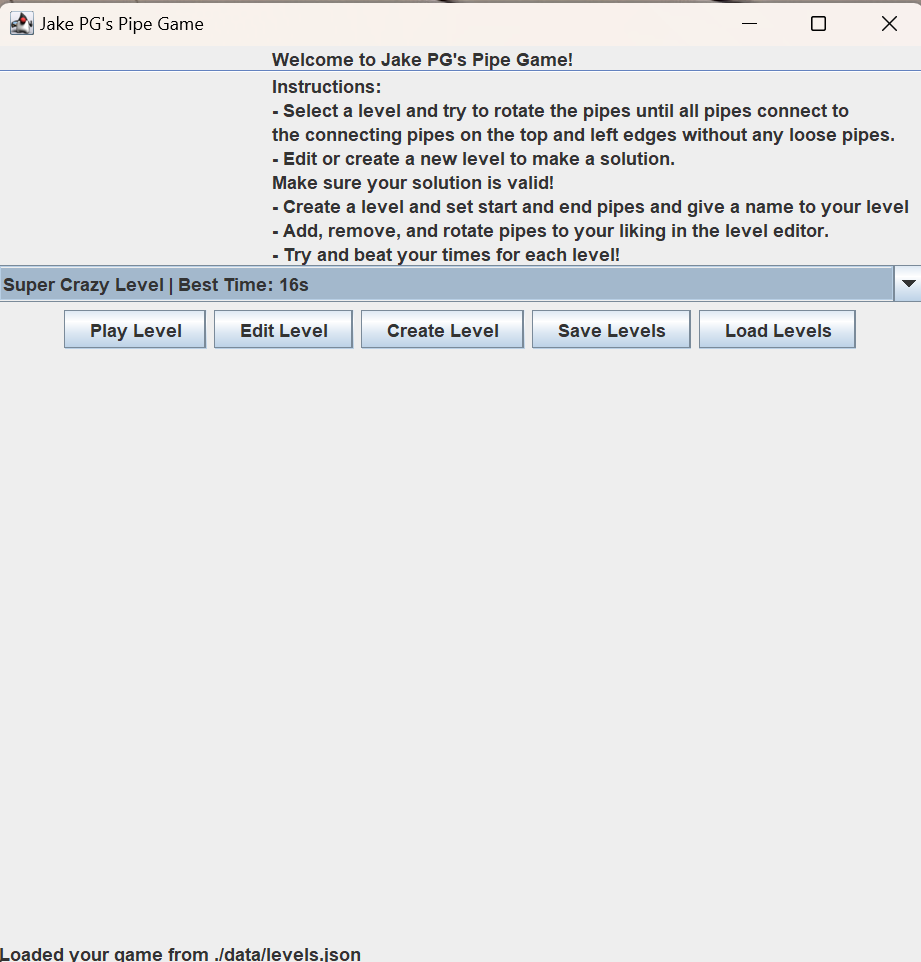 Jake PG's Pipe Game
Welcome to Jake PG's Pipe Game!
Instructions:
- Select a level and try to rotate the pipes until all pipes connect to
the connecting pipes on the top and left edges without any loose pipes.
- Edit or create a new level to make a solution.
Make sure your solution is valid!
- Create a level and set start and end pipes and give a name to your level
- Add, remove, and rotate pipes to your liking in the level editor.
- Try and beat your times for each level!
Super Crazy Level | Best Time: 16s
Play Level Edit Level Create Level Save Levels Load Levels
Loaded your game from ./data/levels.json